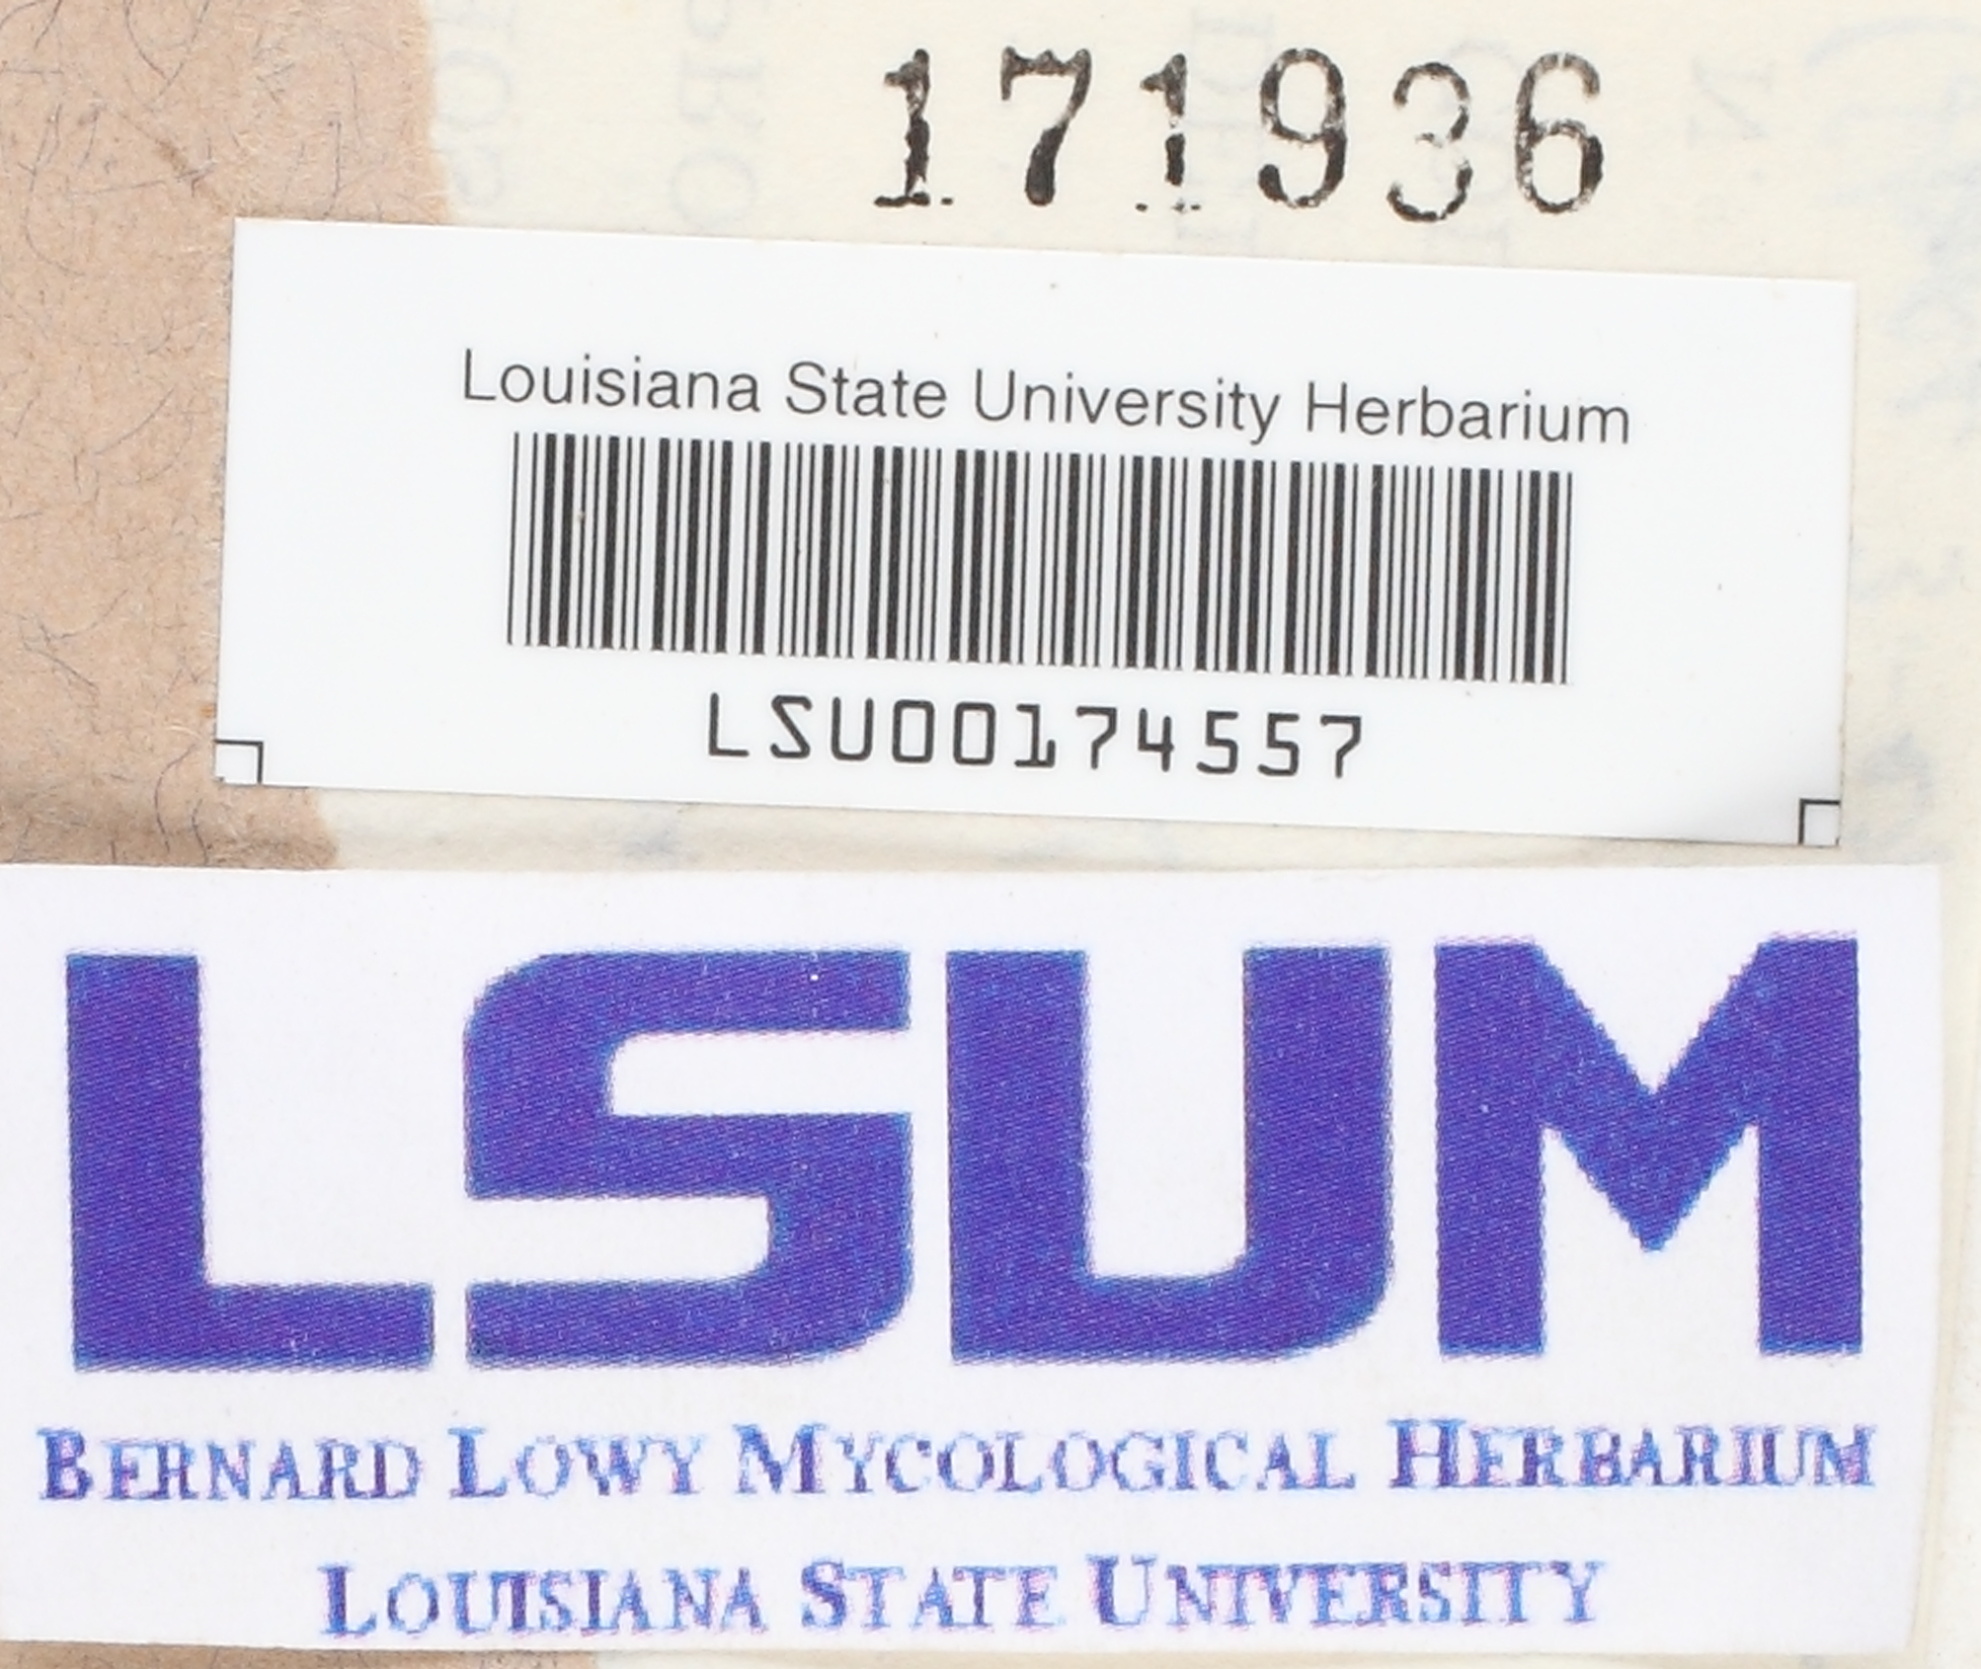 171936
Louisiana State University Herbarium
LSU00174557
LSUM
BERNARD LOWY MYCOLOGICAL HERBARIUM
LOUISIANA STATE UNIVERSITY